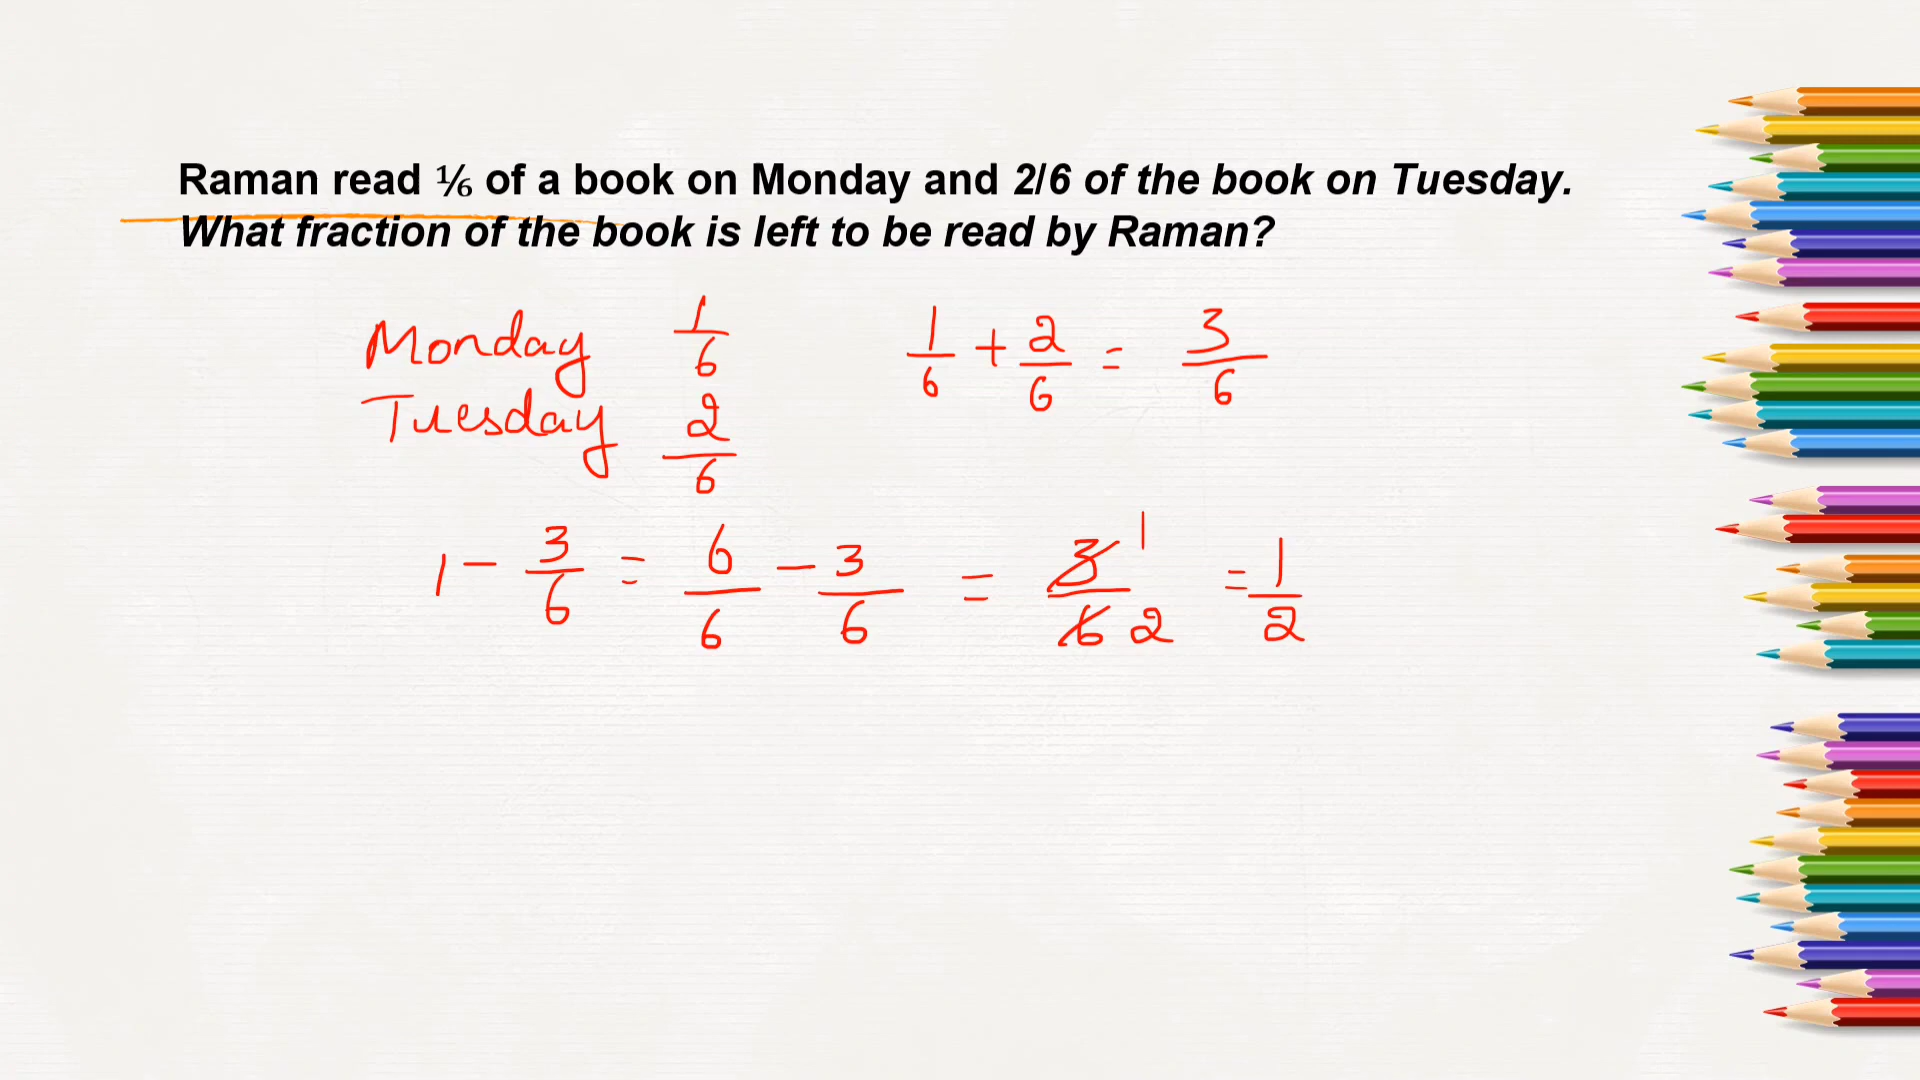 Raman read ⅙ of a book on Monday and 2/6 of the book on Tuesday.
What fraction of the book is left to be read by Raman?
Monday 1/6
Tuesday 2/6
1/6 + 2/6 = 3/6
1 - 3/6 = 6/6 - 3/6 = 3/6 1 2 = 1/2